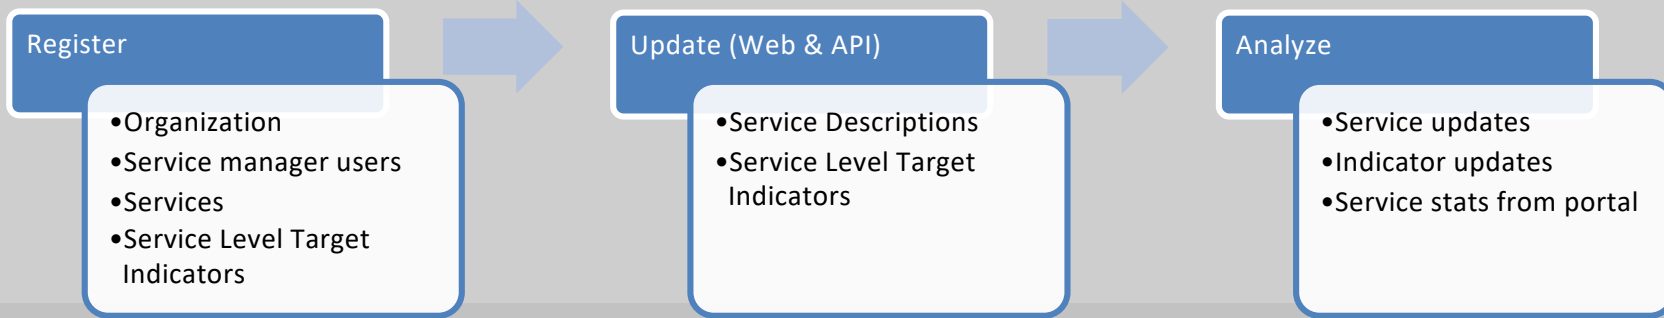 Register
•Organization
•Service manager users
•Services
•Service Level Target
Indicators
Update (Web & API)
•Service Descriptions
•Service Level Target
Indicators
Analyze
•Service updates
•Indicator updates
•Service stats from portal